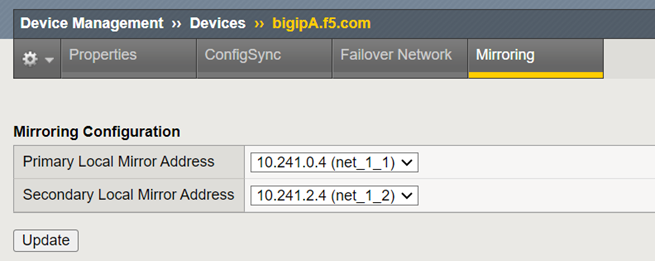 Device Management ›› Devices ›› bigipA.f5.com
Properties ConfigSync Failover Network Mirroring
Mirroring Configuration
Primary Local Mirror Address 10.241.0.4 (net_1_1)
Secondary Local Mirror Address 10.241.2.4 (net_1_2)
Update